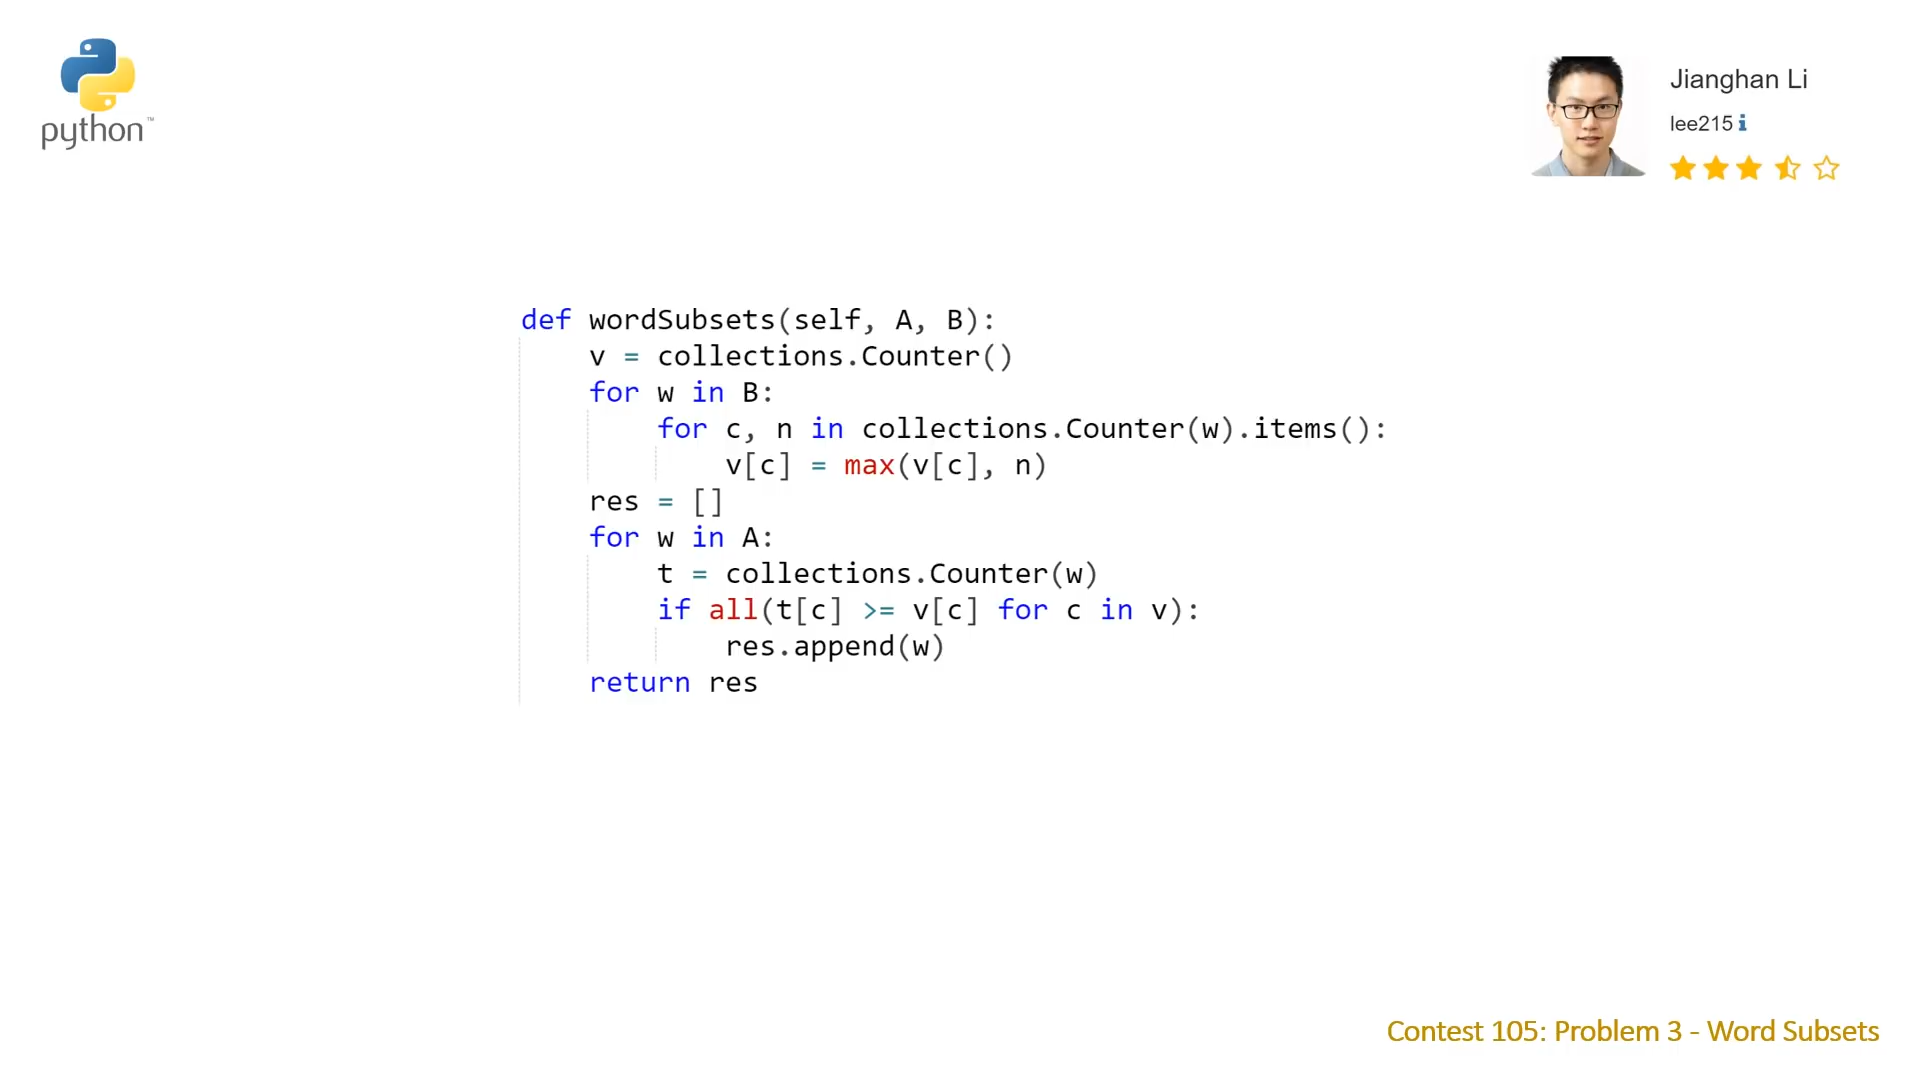 python™
Jianghan Li
lee215
def wordSubsets(self, A, B):
    v = collections.Counter()
    for w in B:
        for c, n in collections.Counter(w).items():
            v[c] = max(v[c], n)
    res = []
    for w in A:
        t = collections.Counter(w)
        if all(t[c] >= v[c] for c in v):
            res.append(w)
    return res
Contest 105: Problem 3 - Word Subsets